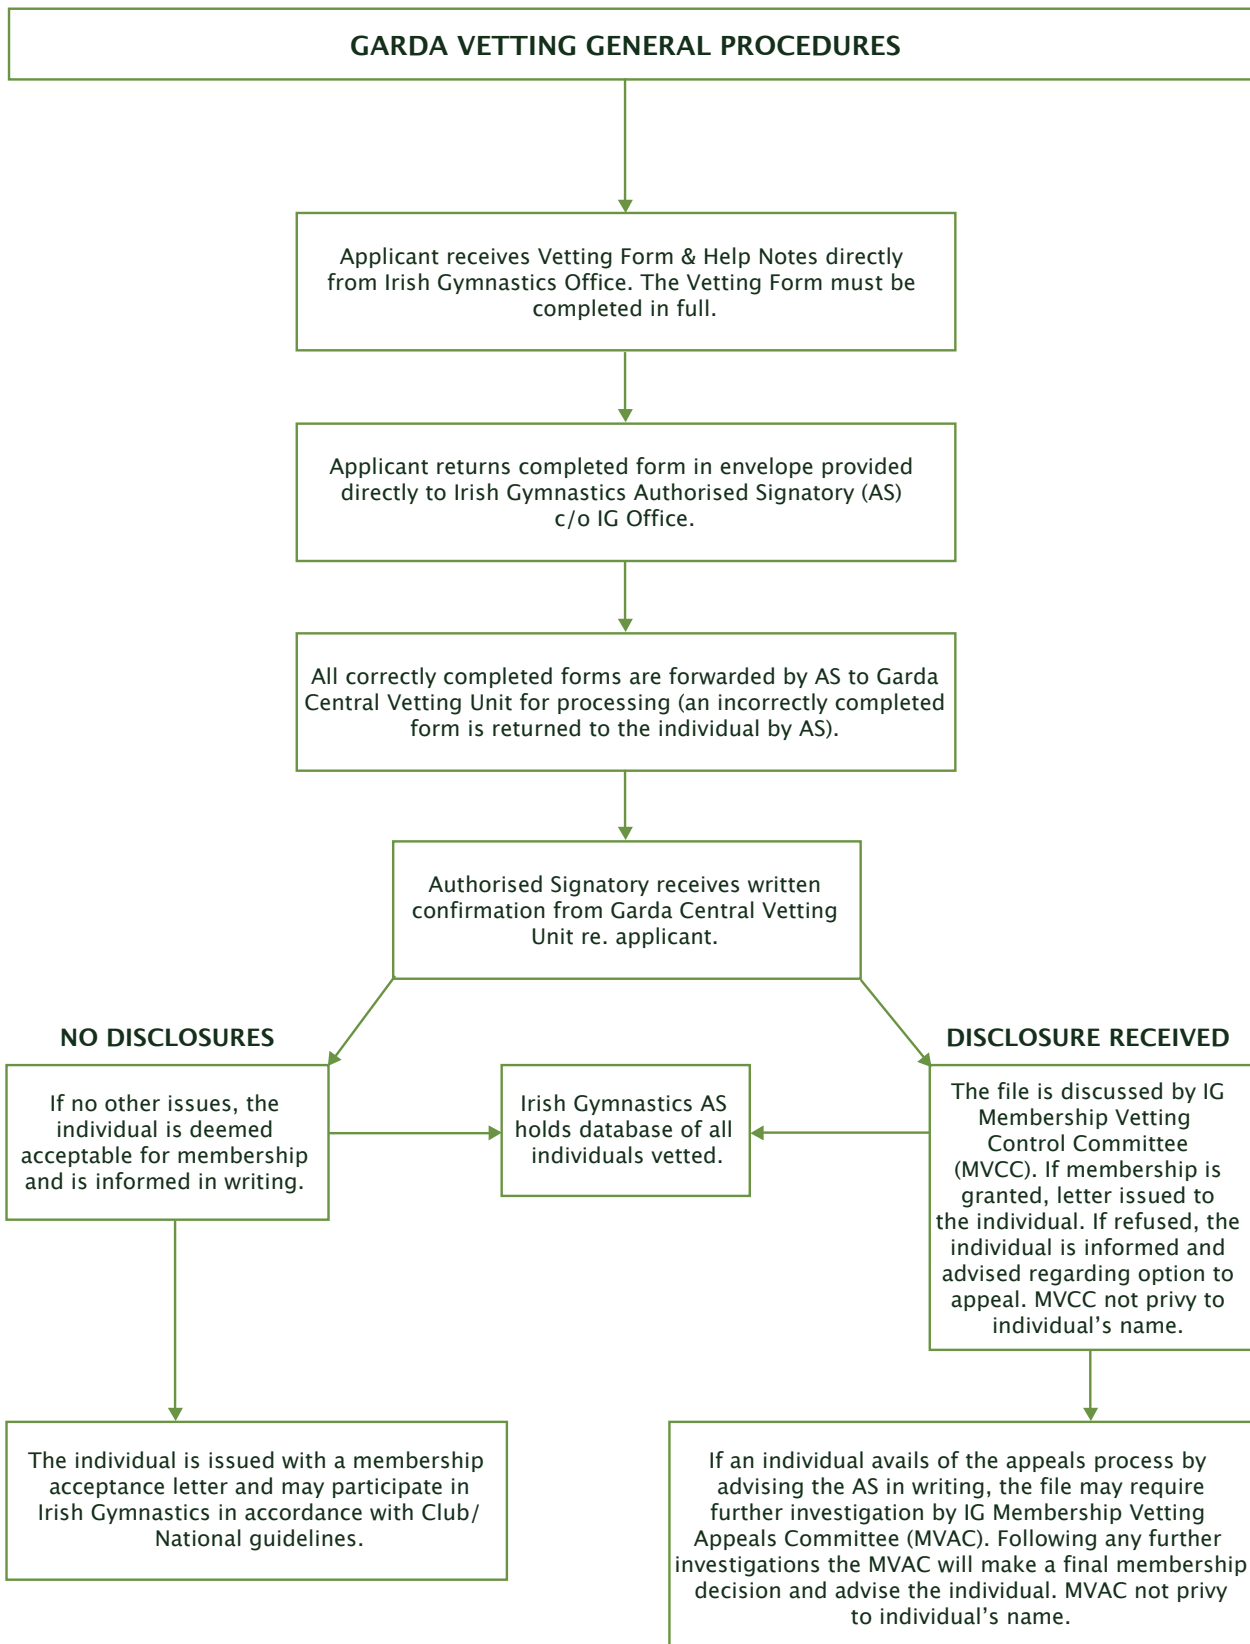 GARDA VETTING GENERAL PROCEDURES
Applicant receives Vetting Form & Help Notes directly
from Irish Gymnastics Office. The Vetting Form must be
completed in full.
Applicant returns completed form in envelope provided
directly to Irish Gymnastics Authorised Signatory (AS)
c/o IG Office.
All correctly completed forms are forwarded by AS to Garda
Central Vetting Unit for processing (an incorrectly completed
form is returned to the individual by AS).
Authorised Signatory receives written
confirmation from Garda Central Vetting
Unit re. applicant.
NO DISCLOSURES
If no other issues, the
individual is deemed
acceptable for membership
and is informed in writing.
Irish Gymnastics AS
holds database of all
individuals vetted.
DISCLOSURE RECEIVED
The file is discussed by IG
Membership Vetting
Control Committee
(MVCC). If membership is
granted, letter issued to
the individual. If refused, the
individual is informed and
advised regarding option to
appeal. MVCC not privy to
individual’s name.
The individual is issued with a membership
acceptance letter and may participate in
Irish Gymnastics in accordance with Club/
National guidelines.
If an individual avails of the appeals process by
advising the AS in writing, the file may require
further investigation by IG Membership Vetting
Appeals Committee (MVAC). Following any further
investigations the MVAC will make a final membership
decision and advise the individual. MVAC not privy
to individual’s name.